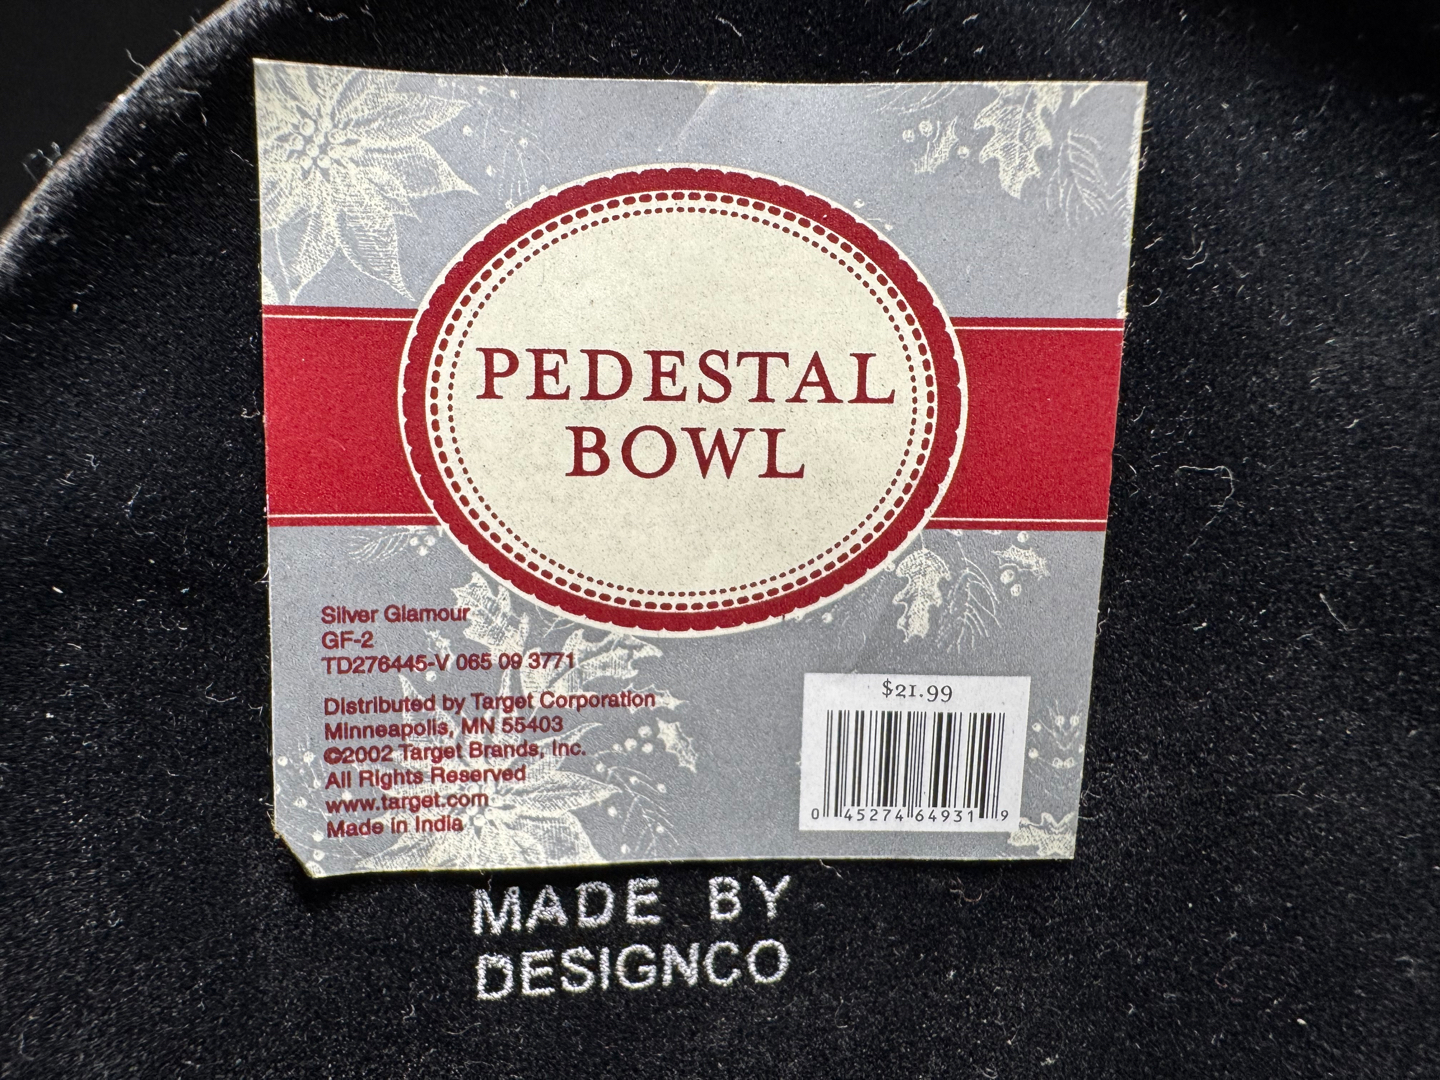 PEDESTAL
BOWL
Silver Glamour
GF-2
TD276445-V 065 09 3771
Distributed by Target Corporation
Minneapolis, MN 55403
©2002 Target Brands, Inc.
All Rights Reserved
www.target.com
Made in India
$21.99
0 45274 64931 9
MADE BY
DESIGNCO